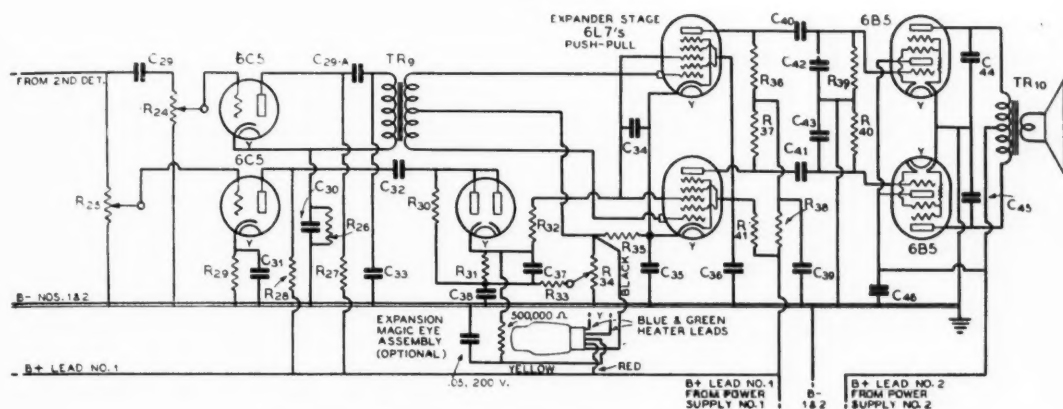 EXPANDER STAGE
6L7's
PUSH-PULL
C40
6B5
6C5
C29
C29-A
TR9
C42
R36
R39
C44
TR10
FROM 2ND DET.
R24
Y
Y
Y
R37
C43
R40
C34
6C5
C30
C32
C41
R25
R30
R32
R38
C45
R26
Y
Y
Y
Y
R35
R41
6B5
C31
R29
R28
R27
C33
R31
C37
R33
R34
BLACK
C35
C36
C39
C46
C38
B- NOS. 1&2
EXPANSION
MAGIC EYE
ASSEMBLY
(OPTIONAL)
500,000 Ω
Y
BLUE & GREEN
HEATER LEADS
YELLOW
RED
.05, 200 V.
B+ LEAD NO.1
B+ LEAD NO.1
FROM POWER
SUPPLY NO.1
B-
1&2
B+ LEAD NO.2
FROM POWER
SUPPLY NO.2